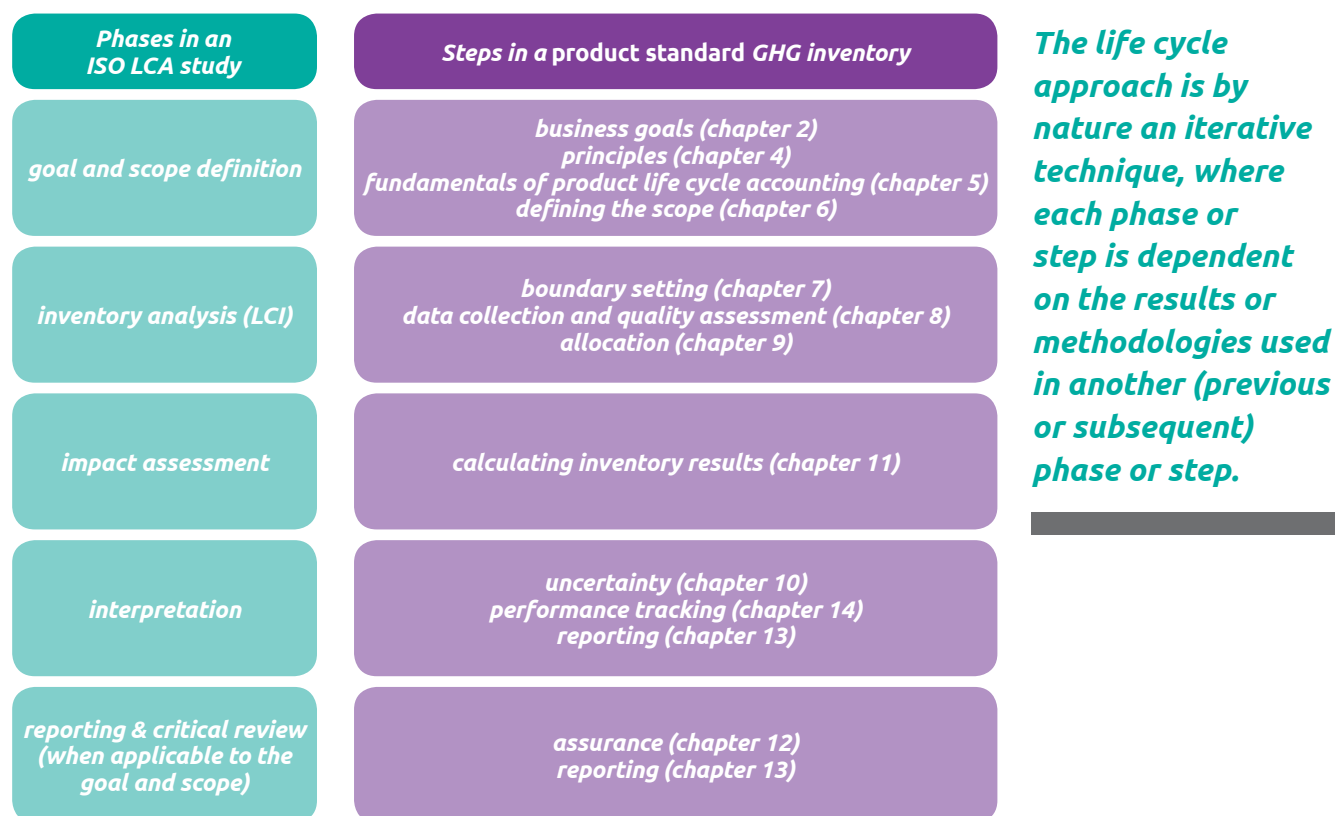 Phases in an
ISO LCA study
Steps in a product standard GHG inventory
goal and scope definition
business goals (chapter 2)
principles (chapter 4)
fundamentals of product life cycle accounting (chapter 5)
defining the scope (chapter 6)
inventory analysis (LCI)
boundary setting (chapter 7)
data collection and quality assessment (chapter 8)
allocation (chapter 9)
impact assessment
calculating inventory results (chapter 11)
interpretation
uncertainty (chapter 10)
performance tracking (chapter 14)
reporting (chapter 13)
reporting & critical review
(when applicable to the
goal and scope)
assurance (chapter 12)
reporting (chapter 13)
The life cycle
approach is by
nature an iterative
technique, where
each phase or
step is dependent
on the results or
methodologies used
in another (previous
or subsequent)
phase or step.